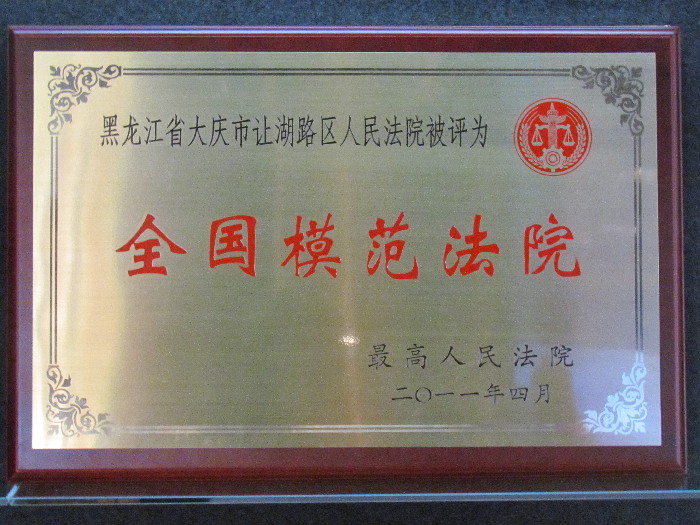 黑龙江省大庆市让湖路区人民法院被评为
全国模范法院
最高人民法院
二〇一一年四月